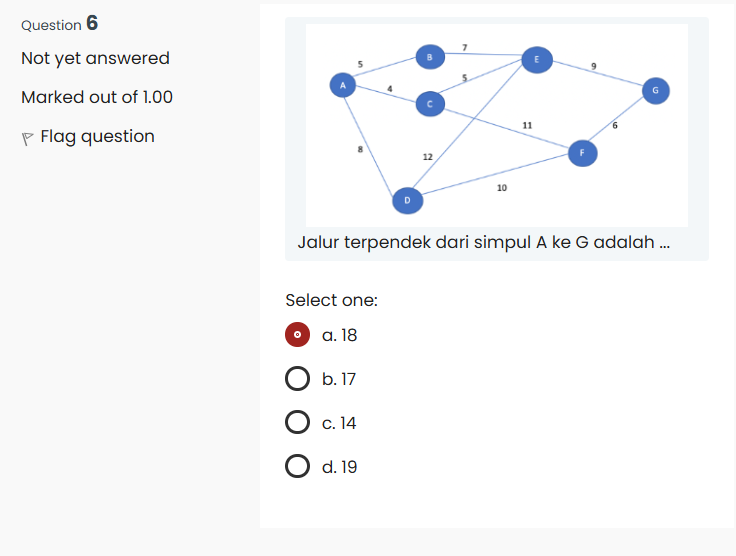 Question 6
Not yet answered
Marked out of 1.00
Flag question
5
B
7
E
9
A
4
C
5
G
8
12
11
6
F
D
10
Jalur terpendek dari simpul A ke G adalah ...
Select one:
a. 18
b. 17
c. 14
d. 19